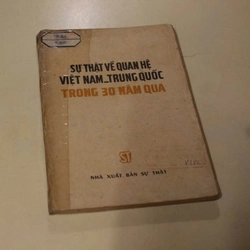 SỰ THẬT VỀ QUAN HỆ
VIỆT NAM_TRUNG QUỐC
TRONG 30 NĂM QUA
ST
NHÀ XUẤT BẢN SỰ THẬT